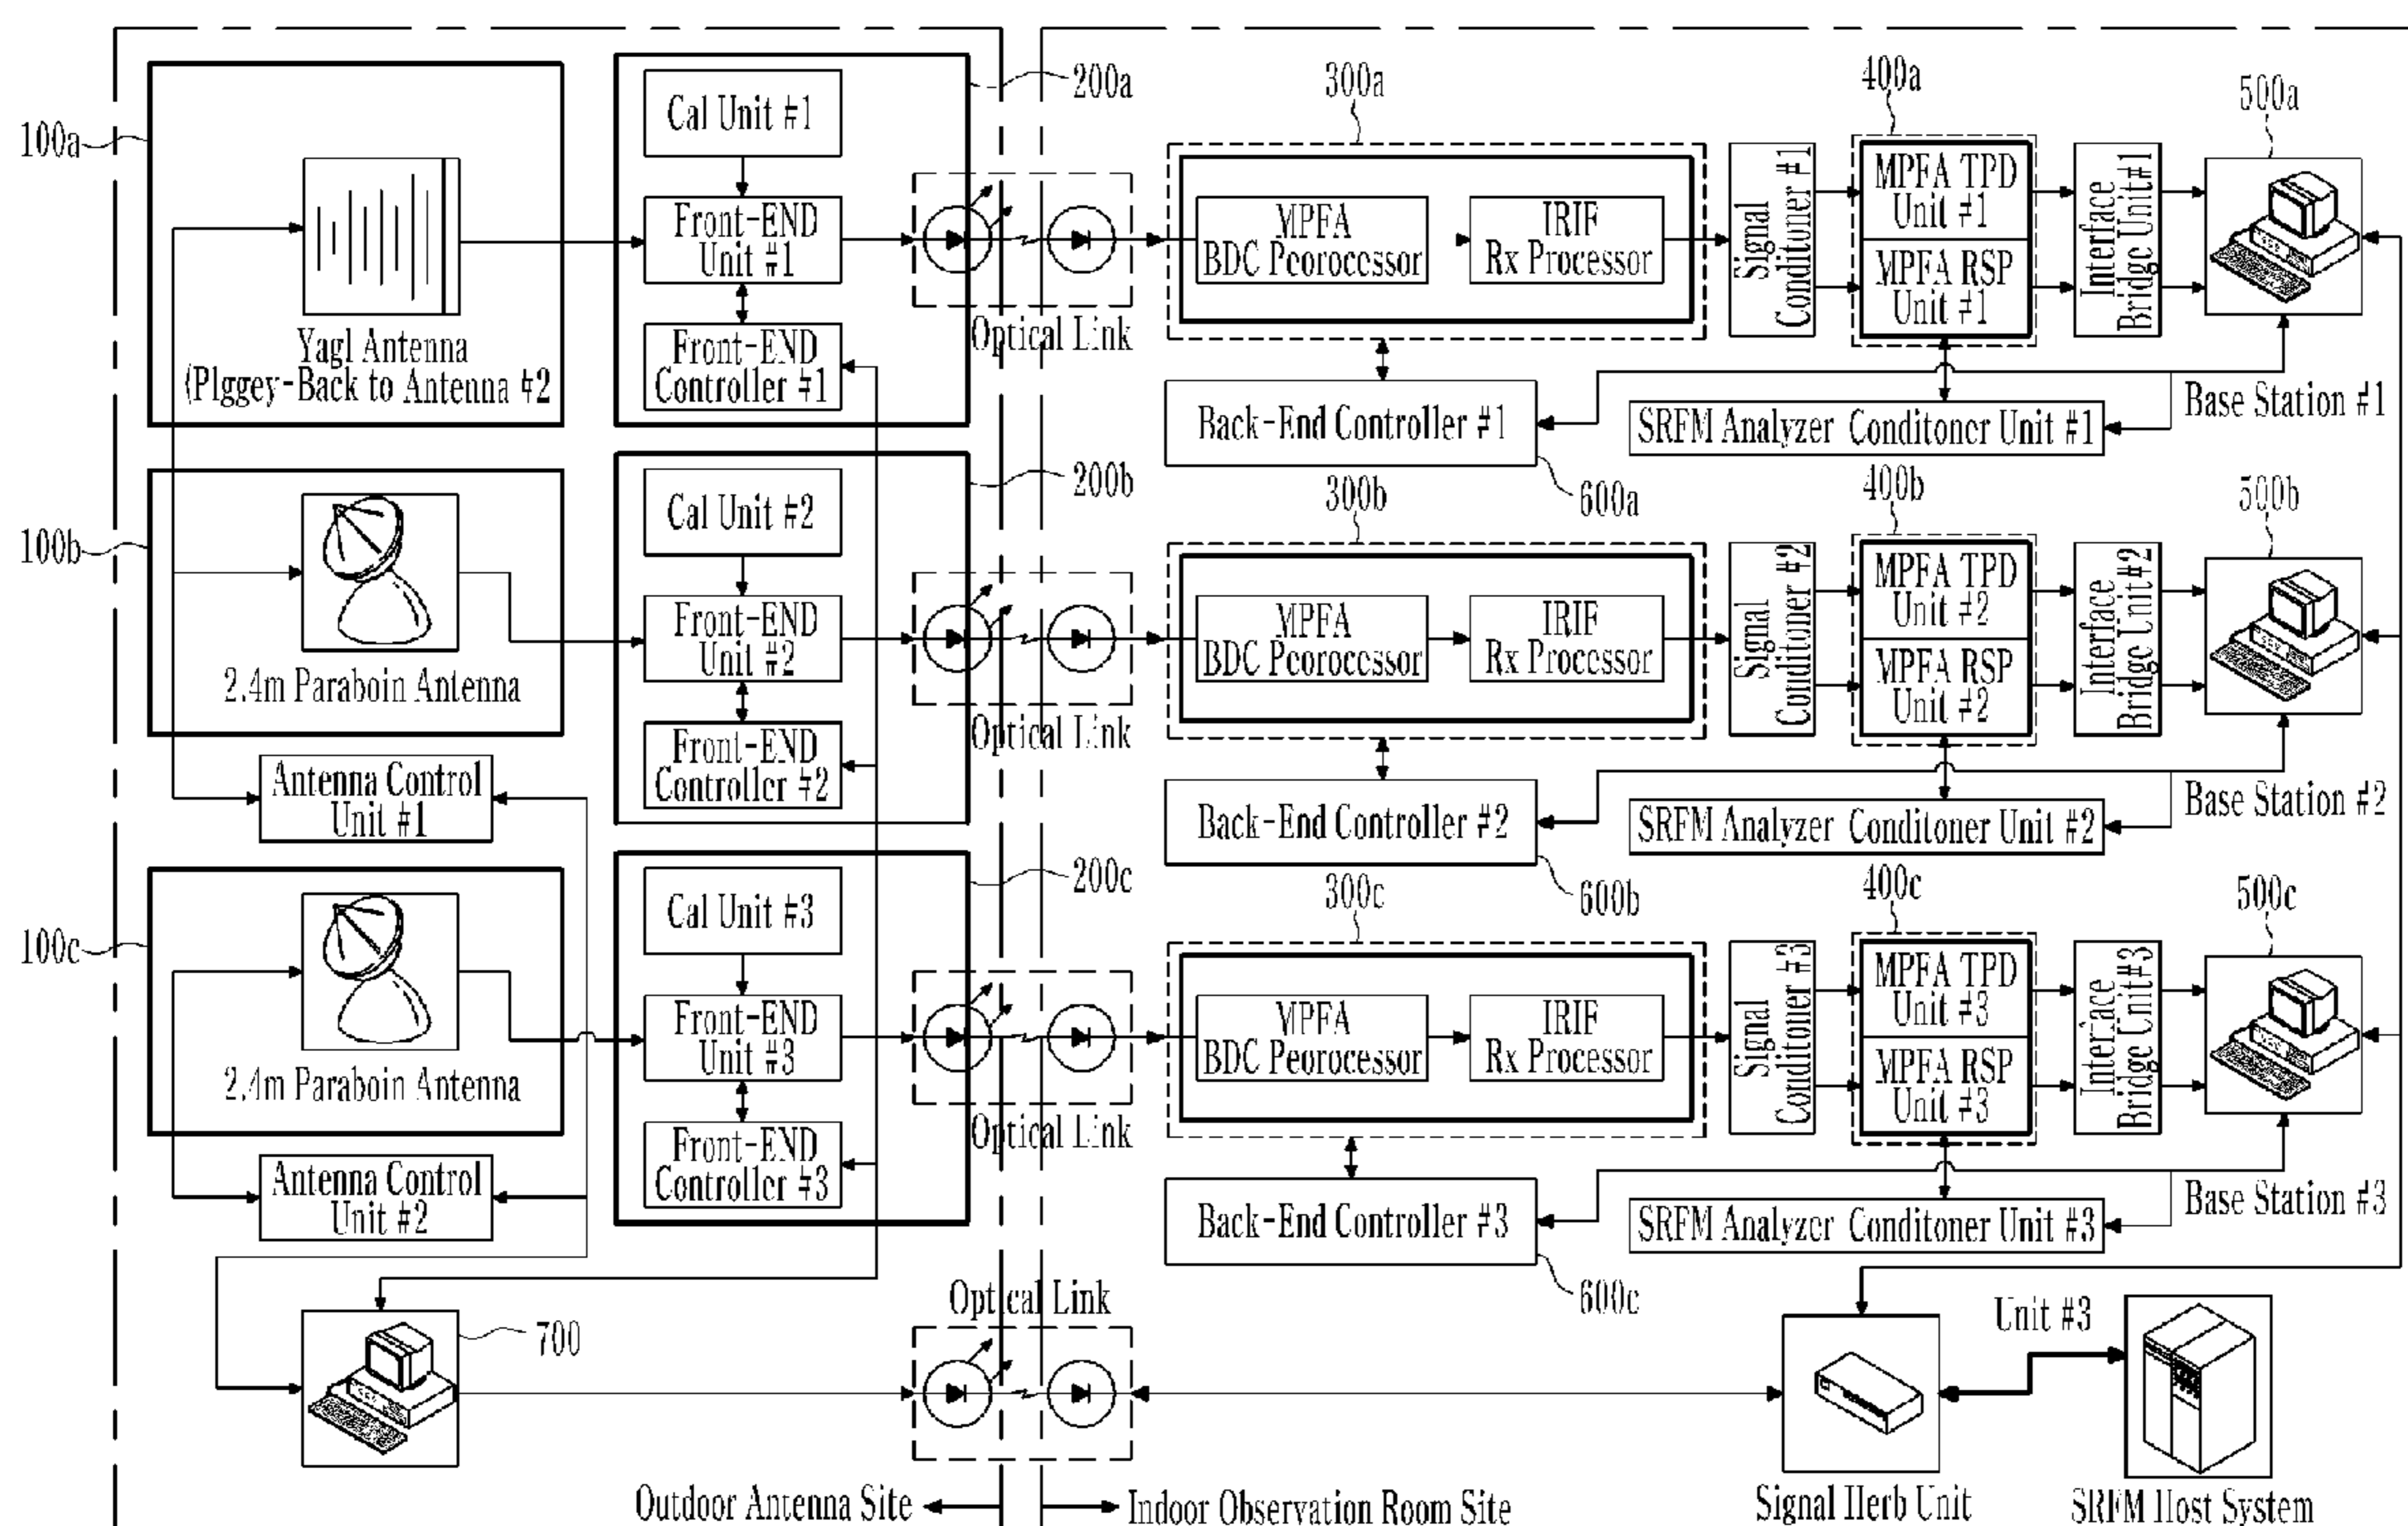 100a
Yagl Antenna
(Plggey-Back to Antenna #2
200a
Cal Unit #1
Front-END
Unit #1
Front-END
Controller #1
Optical Link
300a
MPFA
BDC Peorocessor
IRIF
Rx Processor
Back-End Controller #1
600a
Signal
Conditoner #1
400a
MPFA TPD
Unit #1
MPFA RSP
Unit #1
Interface
Bridge Unit#1
500a
Base Station #1
SRFM Analyzer Conditoner Unit #1
100b
2.4m Paraboin Antenna
Antenna Control
Unit #1
200b
Cal Unit #2
Front-END
Unit #2
Front-END
Controller #2
Optical Link
300b
MPFA
BDC Peorocessor
IRIF
Rx Processor
Back-End Controller #2
600b
Signal
Conditoner #2
400b
MPFA TPD
Unit #2
MPFA RSP
Unit #2
Interface
Bridge Unit#2
500b
Base Station #2
SRFM Analyzer Conditoner Unit #2
100c
2.4m Paraboin Antenna
Antenna Control
Unit #2
200c
Cal Unit #3
Front-END
Unit #3
Front-END
Controller #3
Optical Link
300c
MPFA
BDC Peorocessor
IRIF
Rx Processor
Back-End Controller #3
600c
Signal
Conditoner #3
400c
MPFA TPD
Unit #3
MPFA RSP
Unit #3
Interface
Bridge Unit#3
500c
Base Station #3
SRFM Analyzer Conditoner Unit #3
700
Optical Link
Unit #3
Signal Herb Unit
SRFM Host System
Outdoor Antenna Site
Indoor Observation Room Site